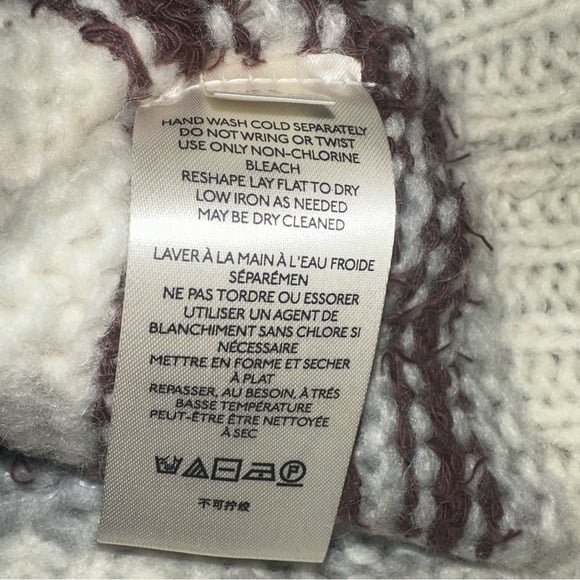 HAND WASH COLD SEPARATELY
DO NOT WRING OR TWIST
USE ONLY NON-CHLORINE
BLEACH
RESHAPE LAY FLAT TO DRY
LOW IRON AS NEEDED
MAY BE DRY CLEANED
LAVER À LA MAIN À L'EAU FROIDE
SÉPARÉMEN
NE PAS TORDRE OU ESSORER
UTILISER UN AGENT DE
BLANCHIMENT SANS CHLORE SI
NÉCESSAIRE
METTRE EN FORME ET SECHER
À PLAT
REPASSER, AU BESOIN, À TRÉS
BASSE TEMPÉRATURE
PEUT-ÊTRE ÊTRE NETTOYÉE
À SEC
P
不可拧绞